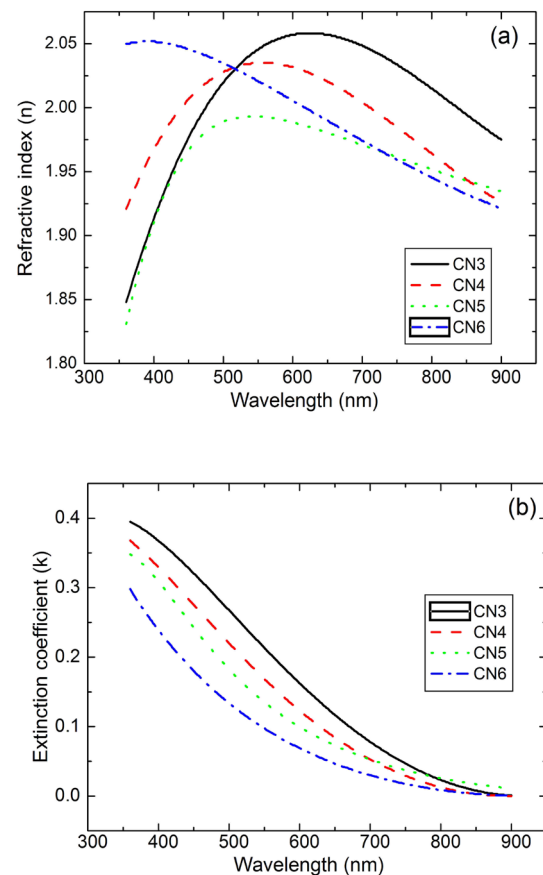 (a)
Refractive index (n)
2.05
2.00
1.95
1.90
1.85
1.80
CN3
CN4
CN5
CN6
300 400 500 600 700 800 900
Wavelength (nm)
(b)
Extinction coefficient (k)
0.4
0.3
0.2
0.1
0.0
CN3
CN4
CN5
CN6
300 400 500 600 700 800 900
Wavelength (nm)